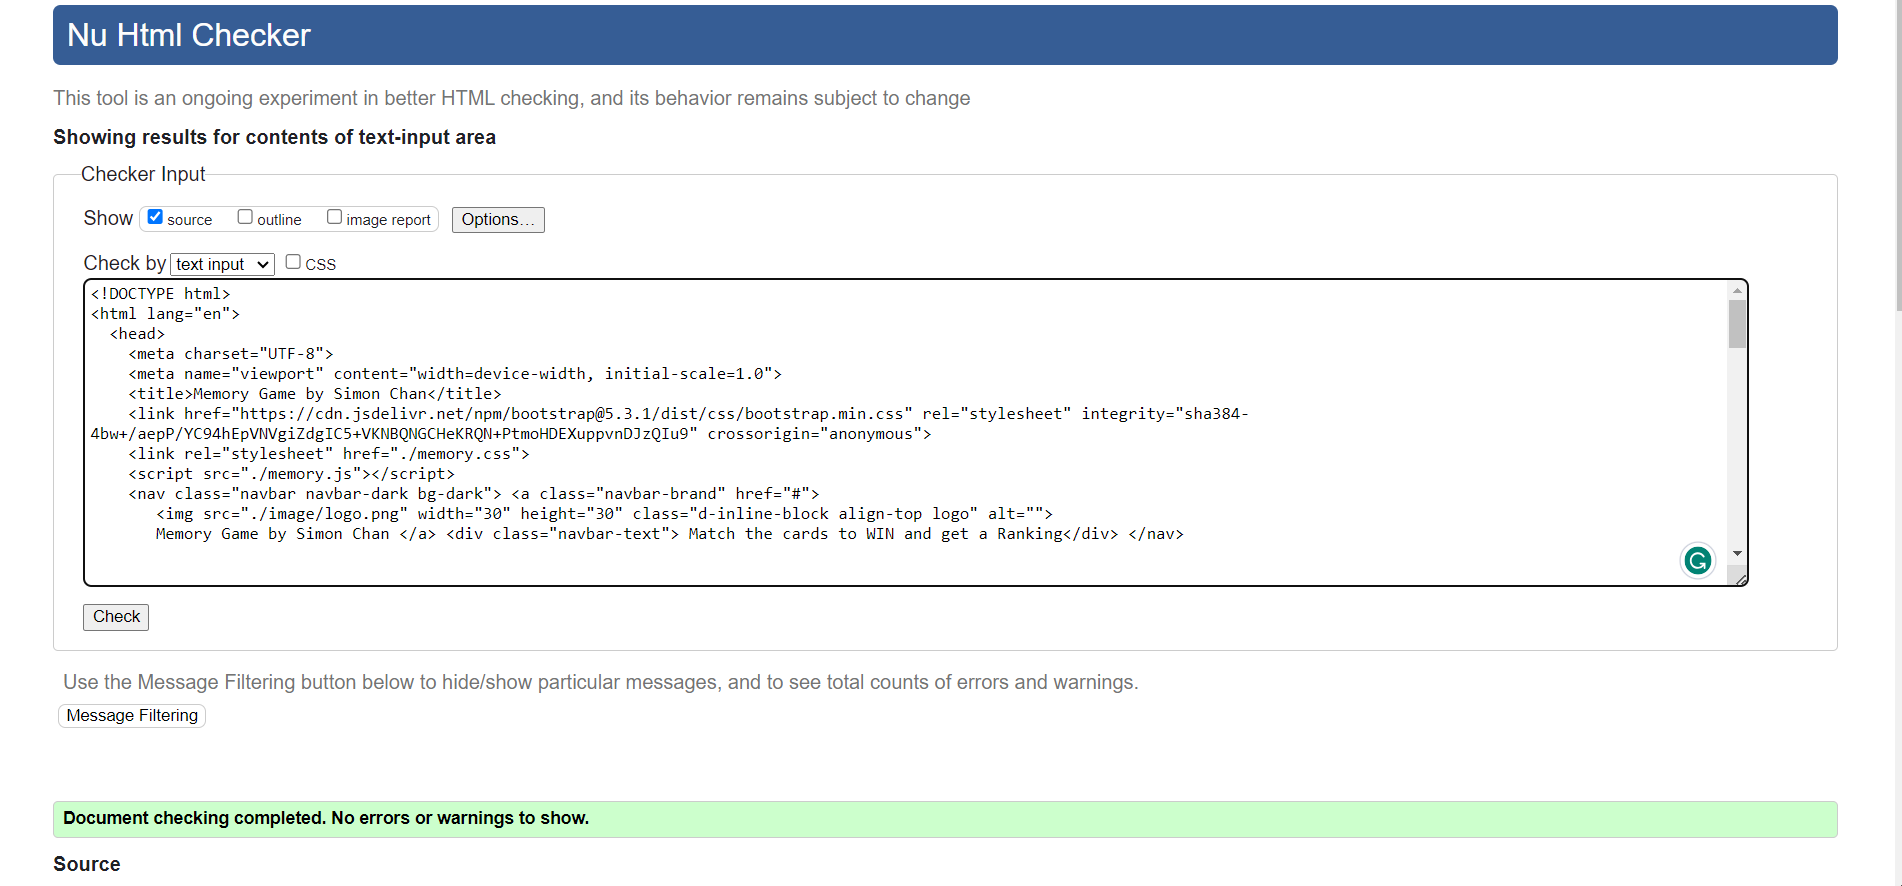 Nu Html Checker
This tool is an ongoing experiment in better HTML checking, and its behavior remains subject to change
Showing results for contents of text-input area
Checker Input
Show source outline image report Options...
Check by text input CSS
<!DOCTYPE html>
<html lang="en">
  <head>
    <meta charset="UTF-8">
    <meta name="viewport" content="width=device-width, initial-scale=1.0">
    <title>Memory Game by Simon Chan</title>
    <link href="https://cdn.jsdelivr.net/npm/bootstrap@5.3.1/dist/css/bootstrap.min.css" rel="stylesheet" integrity="sha384-
4bw+/aepP/YC94hEpVNVgiZdgIC5+VKNBQNGCHeKRQN+PtmoHDEXuppvnDJzQIu9" crossorigin="anonymous">
    <link rel="stylesheet" href="./memory.css">
    <script src="./memory.js"></script>
    <nav class="navbar navbar-dark bg-dark"> <a class="navbar-brand" href="#">
       <img src="./image/logo.png" width="30" height="30" class="d-inline-block align-top logo" alt="">
       Memory Game by Simon Chan </a> <div class="navbar-text"> Match the cards to WIN and get a Ranking</div> </nav>
Check
Use the Message Filtering button below to hide/show particular messages, and to see total counts of errors and warnings.
Message Filtering
Document checking completed. No errors or warnings to show.
Source